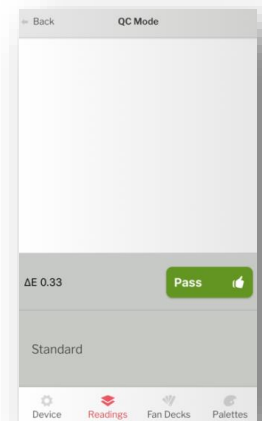 ← Back QC Mode
ΔE 0.33 Pass
Standard
Device Readings Fan Decks Palettes